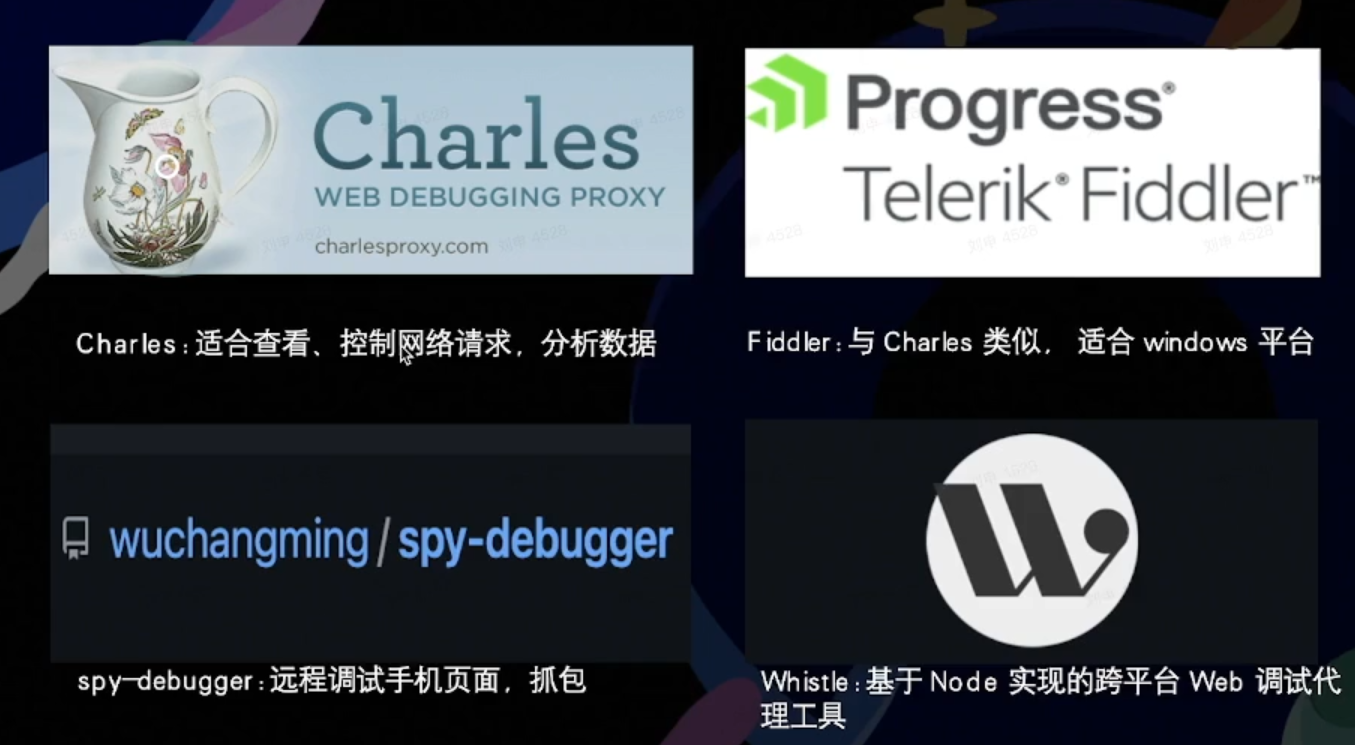 Charles
WEB DEBUGGING PROXY
charlesproxy.com
Progress®
Telerik® Fiddler™
Charles:适合查看、控制网络请求，分析数据
Fiddler:与 Charles 类似， 适合 windows 平台
wuchangming/spy-debugger
W
spy-debugger:远程调试手机页面，抓包
Whistle:基于 Node 实现的跨平台 Web 调试代
理工具